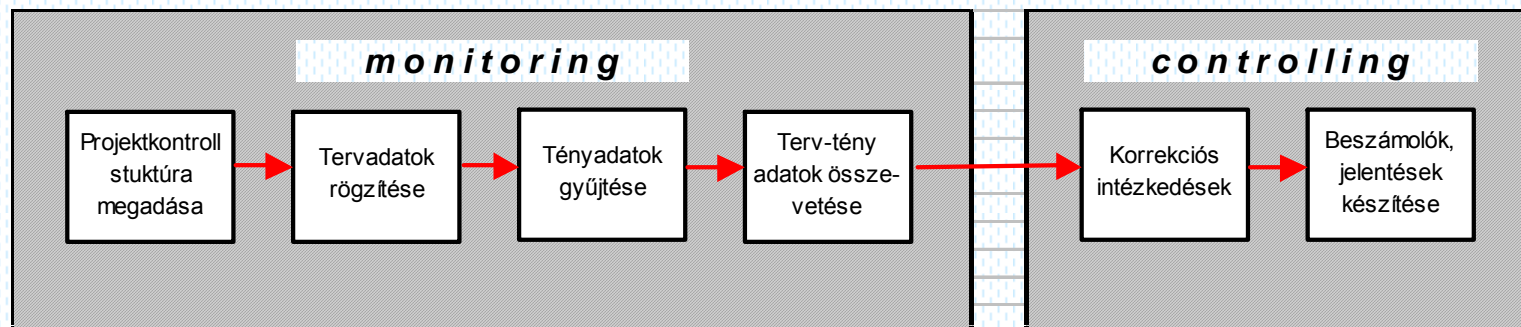 monitoring
Projektkontroll
stuktúra
megadása
Tervadatok
rögzítése
Tényadatok
gyűjtése
Terv-tény
adatok össze-
vetése
controlling
Korrekciós
intézkedések
Beszámolók,
jelentések
készítése